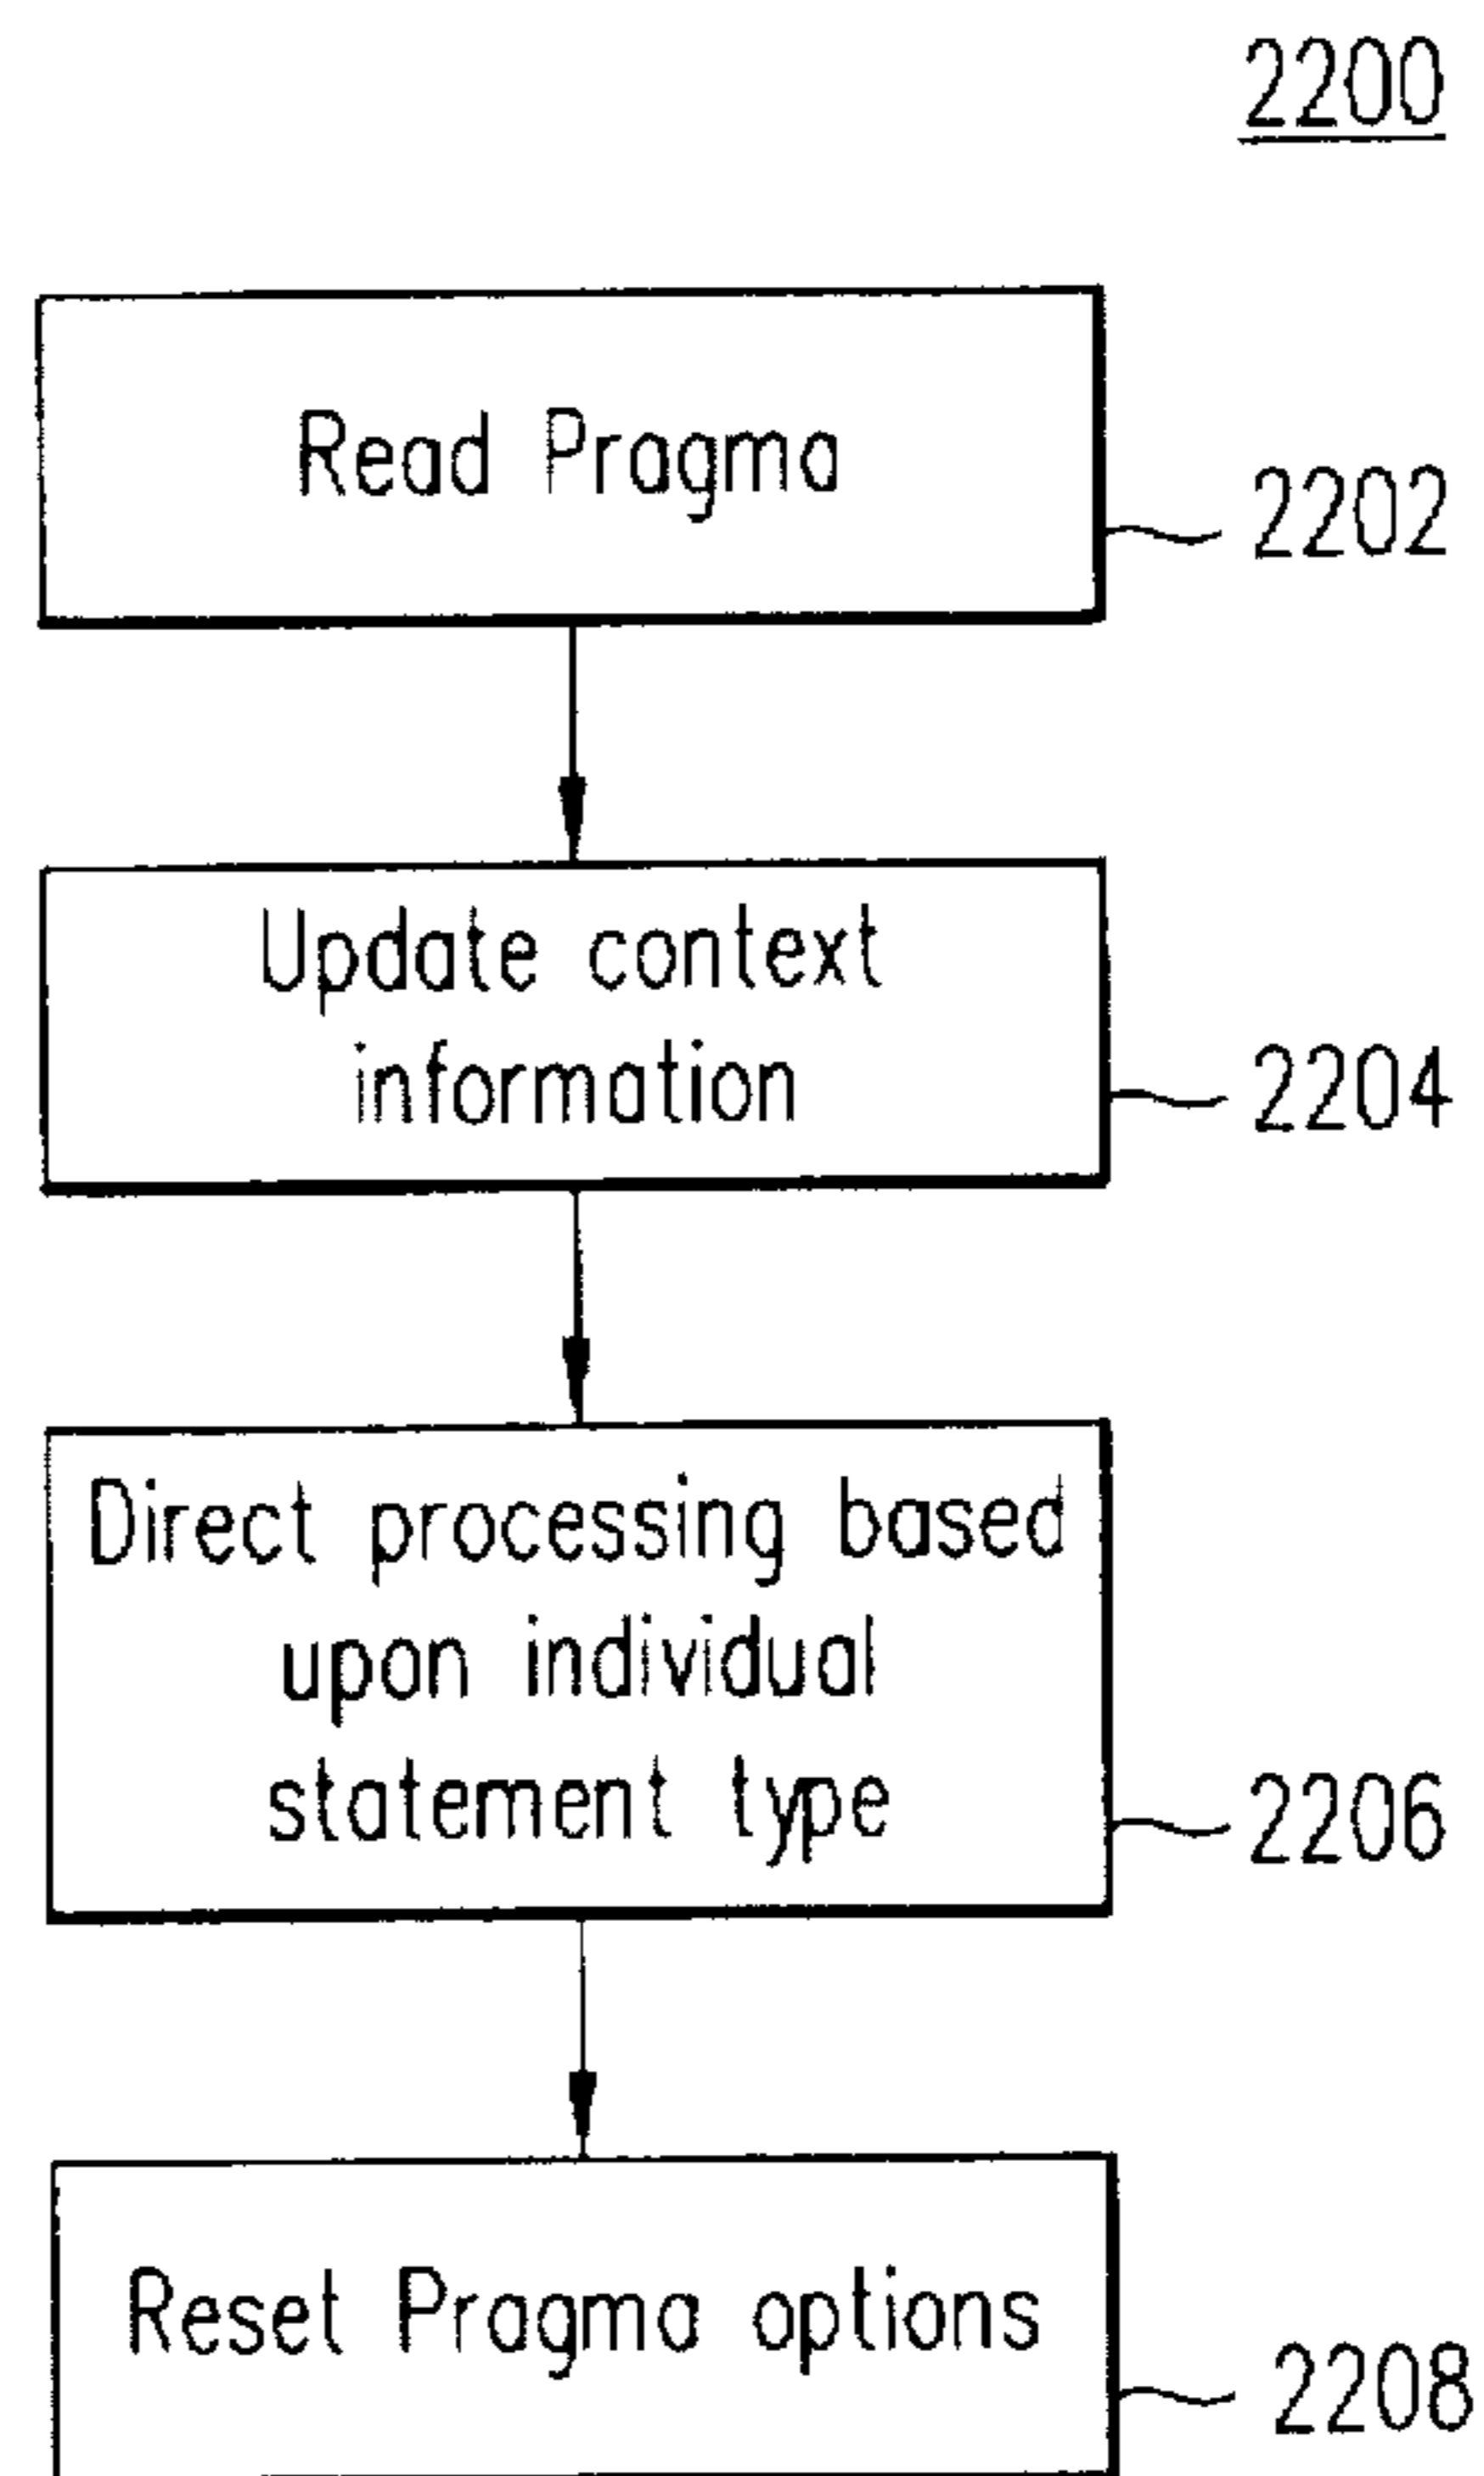 2200
Read Pragma
2202
Update context
information
2204
Direct processing based
upon individual
statement type
2206
Reset Pragma options
2208